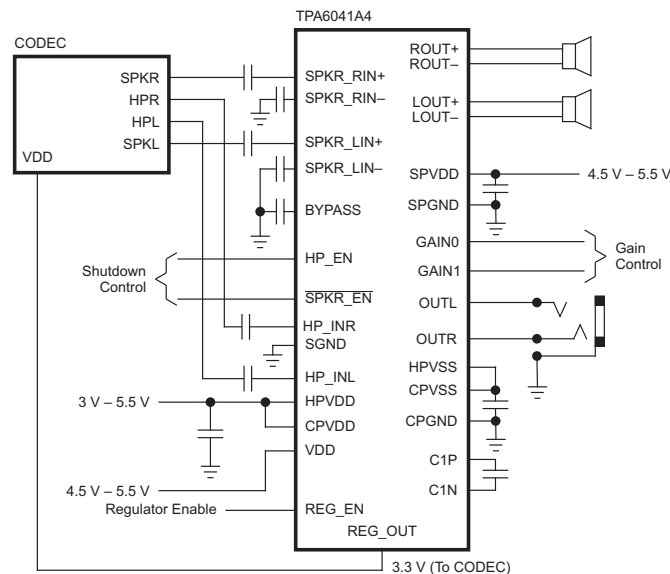 TPA6041A4
CODEC
SPKR
HPR
HPL
SPKL
VDD
SPKR_RIN+
SPKR_RIN–
SPKR_LIN+
SPKR_LIN–
BYPASS
HP_EN
SPKR_EN
HP_INR
SGND
HP_INL
HPVDD
CPVDD
VDD
REG_EN
REG_OUT
ROUT+
ROUT–
LOUT+
LOUT–
SPVDD
SPGND
GAIN0
GAIN1
OUTL
OUTR
HPVSS
CPVSS
CPGND
C1P
C1N
Shutdown
Control
3 V – 5.5 V
4.5 V – 5.5 V
Regulator Enable
4.5 V – 5.5 V
Gain
Control
3.3 V (To CODEC)